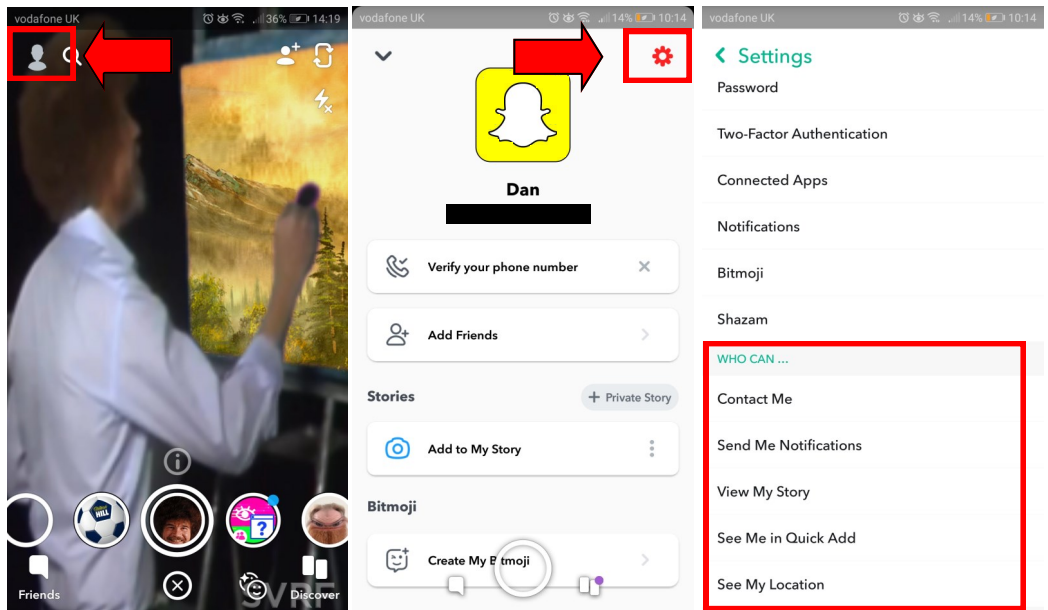 vodafone UK
36%
14:19
HILL
?
Friends
SVRF
Discover
vodafone UK
14%
10:14
Dan
Verify your phone number
Add Friends
Stories
+ Private Story
Add to My Story
Bitmoji
Create My B tmoji
vodafone UK
14%
10:14
Settings
Password
Two-Factor Authentication
Connected Apps
Notifications
Bitmoji
Shazam
WHO CAN ...
Contact Me
Send Me Notifications
View My Story
See Me in Quick Add
See My Location